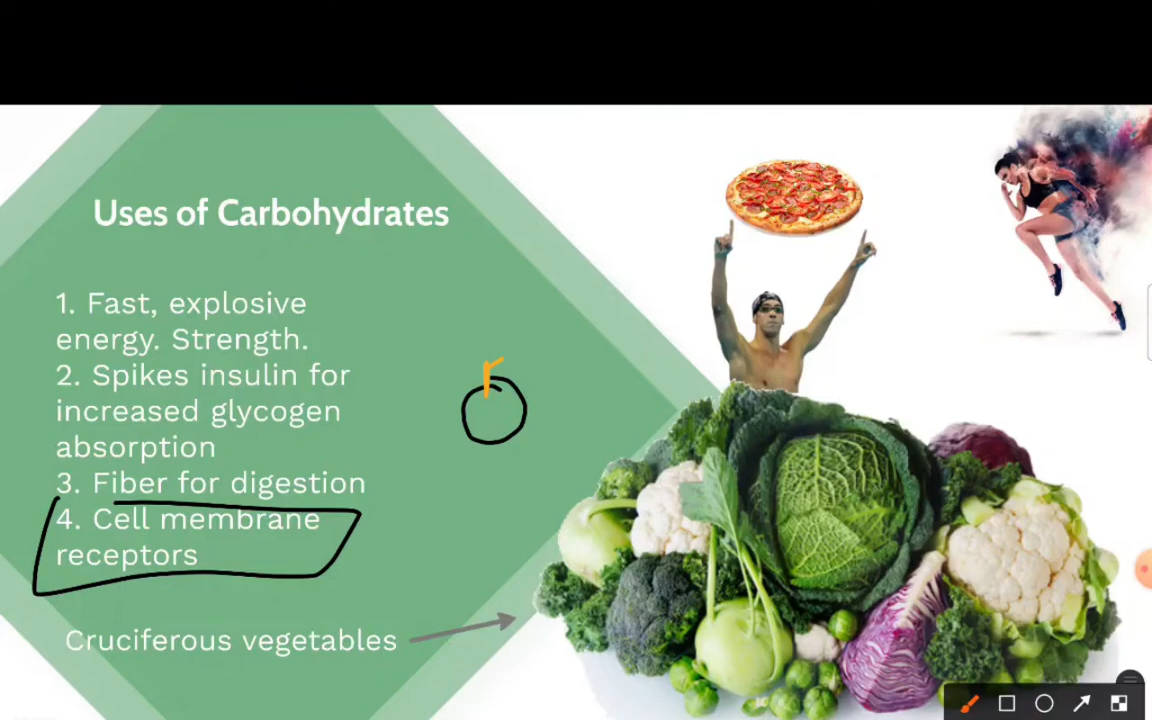 Uses of Carbohydrates
1. Fast, explosive
energy. Strength.
2. Spikes insulin for
increased glycogen
absorption
3. Fiber for digestion
4. Cell membrane
receptors
Cruciferous vegetables